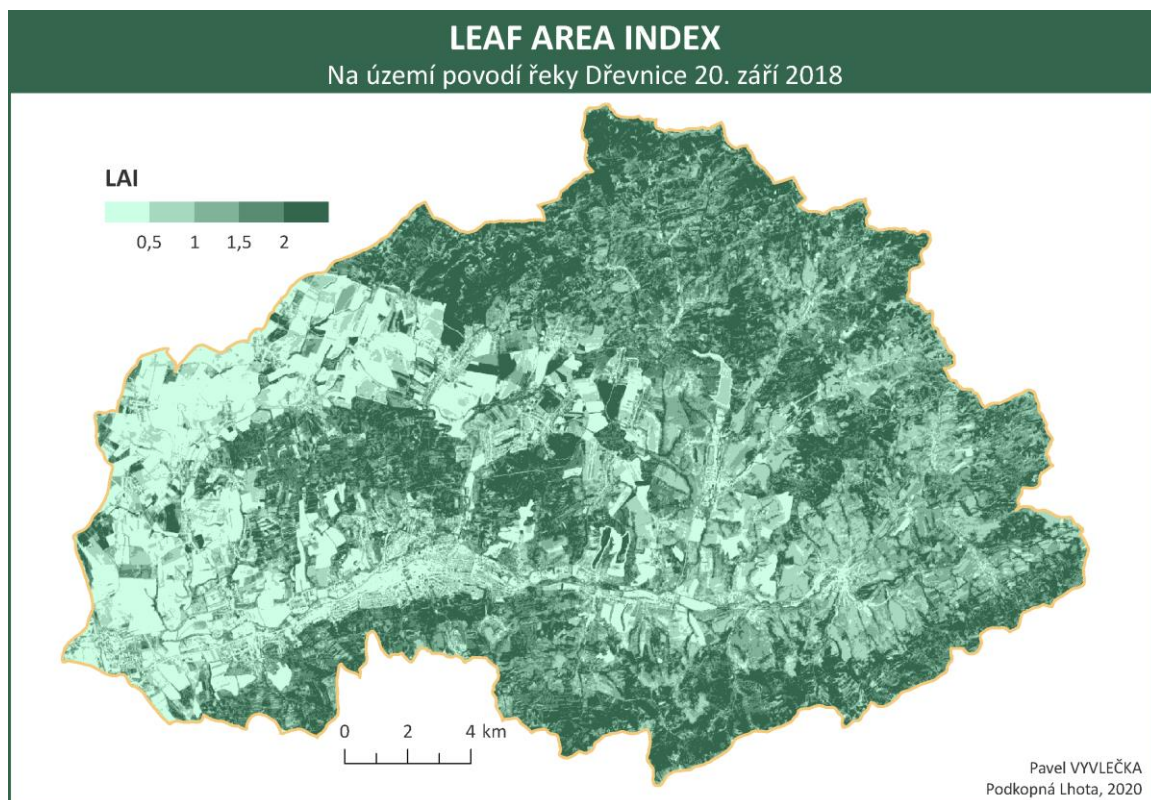 LEAF AREA INDEX
Na území povodí řeky Dřevnice 20. září 2018
LAI
0,5 1 1,5 2
0 2 4 km
Pavel VYVLEČKA
Podkopná Lhota, 2020